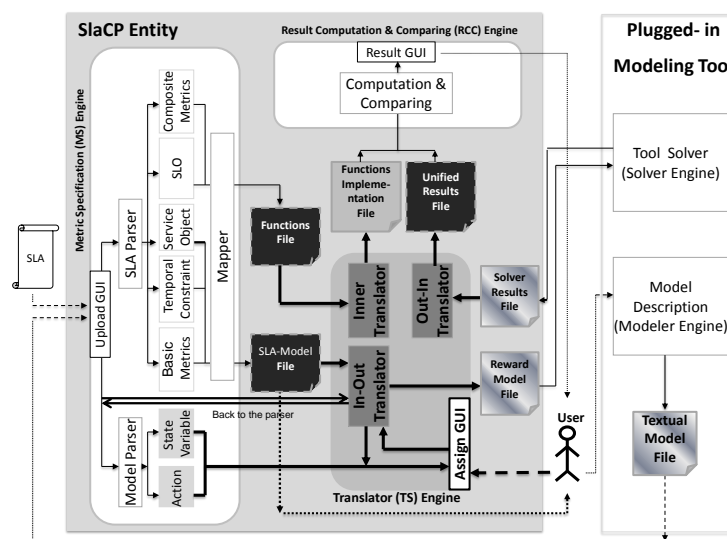 SlaCP Entity
Result Computation & Comparing (RCC) Engine
Result GUI
Computation &
Comparing
Plugged- in
Modeling Too
Metric Specification (MS) Engine
Composite
Metrics
SLO
Service
Object
Temporal
Constraint
Basic
Metrics
SLA Parser
Mapper
Upload GUI
SLA
Functions
File
Functions
Impleme-
ntation
File
Unified
Results
File
Tool Solver
(Solver Engine)
Inner
Translator
Out-In
Translator
Solver
Results
File
Model
Description
(Modeler Engine)
SLA-Model
File
In-Out
Translator
Reward
Model
File
Back to the parser
Model Parser
State
Variable
Action
Assign GUI
User
Textual
Model
File
Translator (TS) Engine